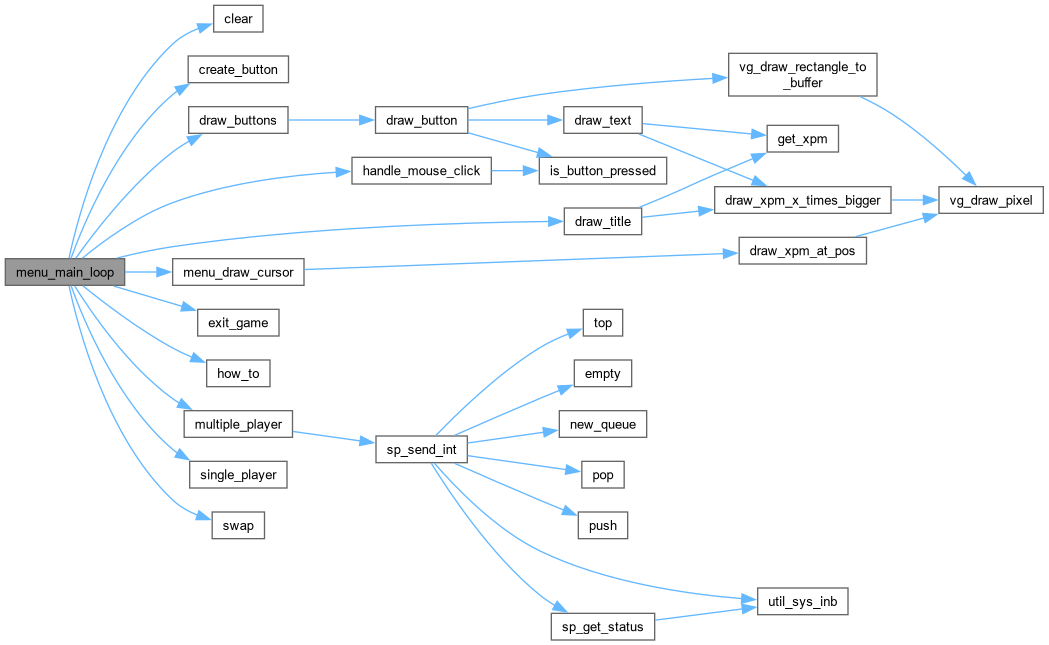 clear
create_button
draw_buttons
handle_mouse_click
menu_main_loop
menu_draw_cursor
exit_game
how_to
multiple_player
single_player
swap
draw_button
draw_text
is_button_pressed
draw_title
vg_draw_rectangle_to
_buffer
get_xpm
draw_xpm_x_times_bigger
draw_xpm_at_pos
vg_draw_pixel
sp_send_int
top
empty
new_queue
pop
push
sp_get_status
util_sys_inb